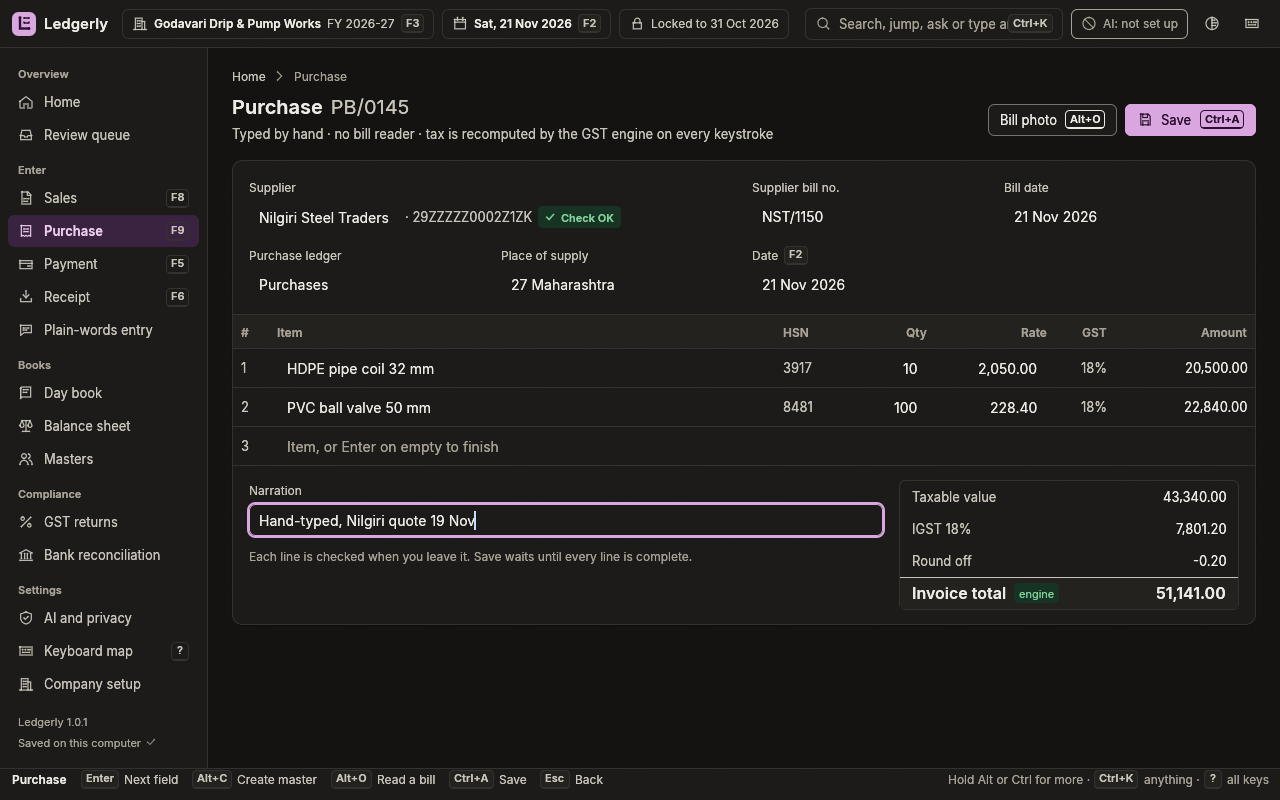 Ledgerly
Godavari Drip & Pump Works FY 2026-27 F3
Sat, 21 Nov 2026 F2
Locked to 31 Oct 2026
Search, jump, ask or type a Ctrl+K
AI: not set up
Overview
Home
Review queue
Enter
Sales F8
Purchase F9
Payment F5
Receipt F6
Plain-words entry
Books
Day book
Balance sheet
Masters
Compliance
GST returns
Bank reconciliation
Settings
AI and privacy
Keyboard map ?
Company setup
Ledgerly 1.0.1
Saved on this computer
Home Purchase
Purchase PB/0145
Typed by hand · no bill reader · tax is recomputed by the GST engine on every keystroke
Bill photo Alt+O
Save Ctrl+A
Supplier Supplier bill no. Bill date
Nilgiri Steel Traders · 29ZZZZZ0002Z1ZK Check OK NST/1150 21 Nov 2026
Purchase ledger Place of supply Date F2
Purchases 27 Maharashtra 21 Nov 2026
# Item HSN Qty Rate GST Amount
1 HDPE pipe coil 32 mm 3917 10 2,050.00 18% 20,500.00
2 PVC ball valve 50 mm 8481 100 228.40 18% 22,840.00
3 Item, or Enter on empty to finish
Narration
Hand-typed, Nilgiri quote 19 Nov
Each line is checked when you leave it. Save waits until every line is complete.
Taxable value 43,340.00
IGST 18% 7,801.20
Round off -0.20
Invoice total engine 51,141.00
Purchase Enter Next field Alt+C Create master Alt+O Read a bill Ctrl+A Save Esc Back
Hold Alt or Ctrl for more · Ctrl+K anything · ? all keys